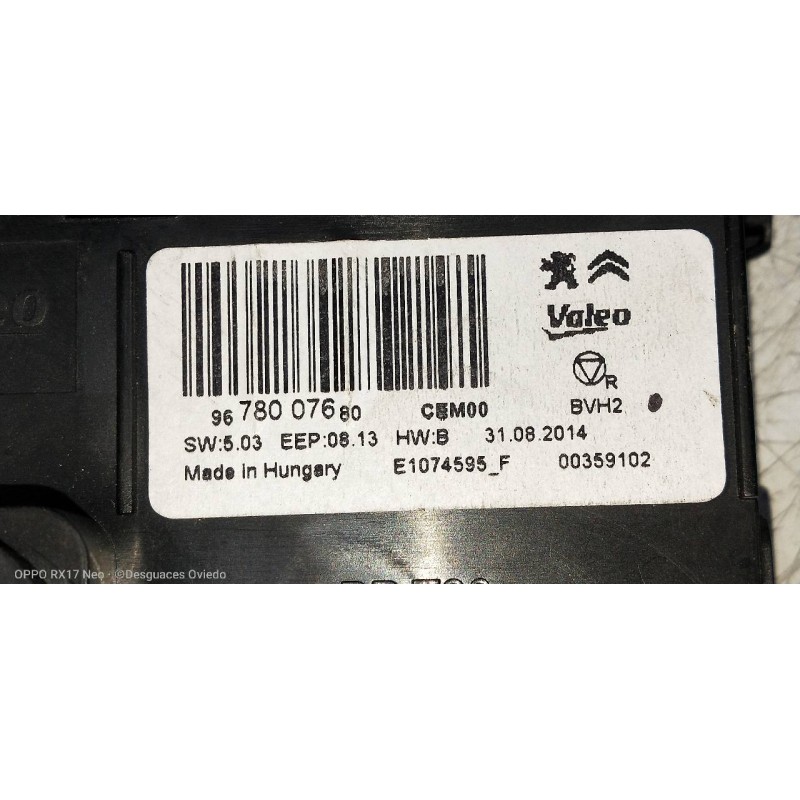 Valeo
R
96 780 076 80 CEM00 BVH2
SW:5.03 EEP:08.13 HW:B 31.08.2014
Made in Hungary E1074595_F 00359102
OPPO RX17 Neo · ©Desguaces Oviedo